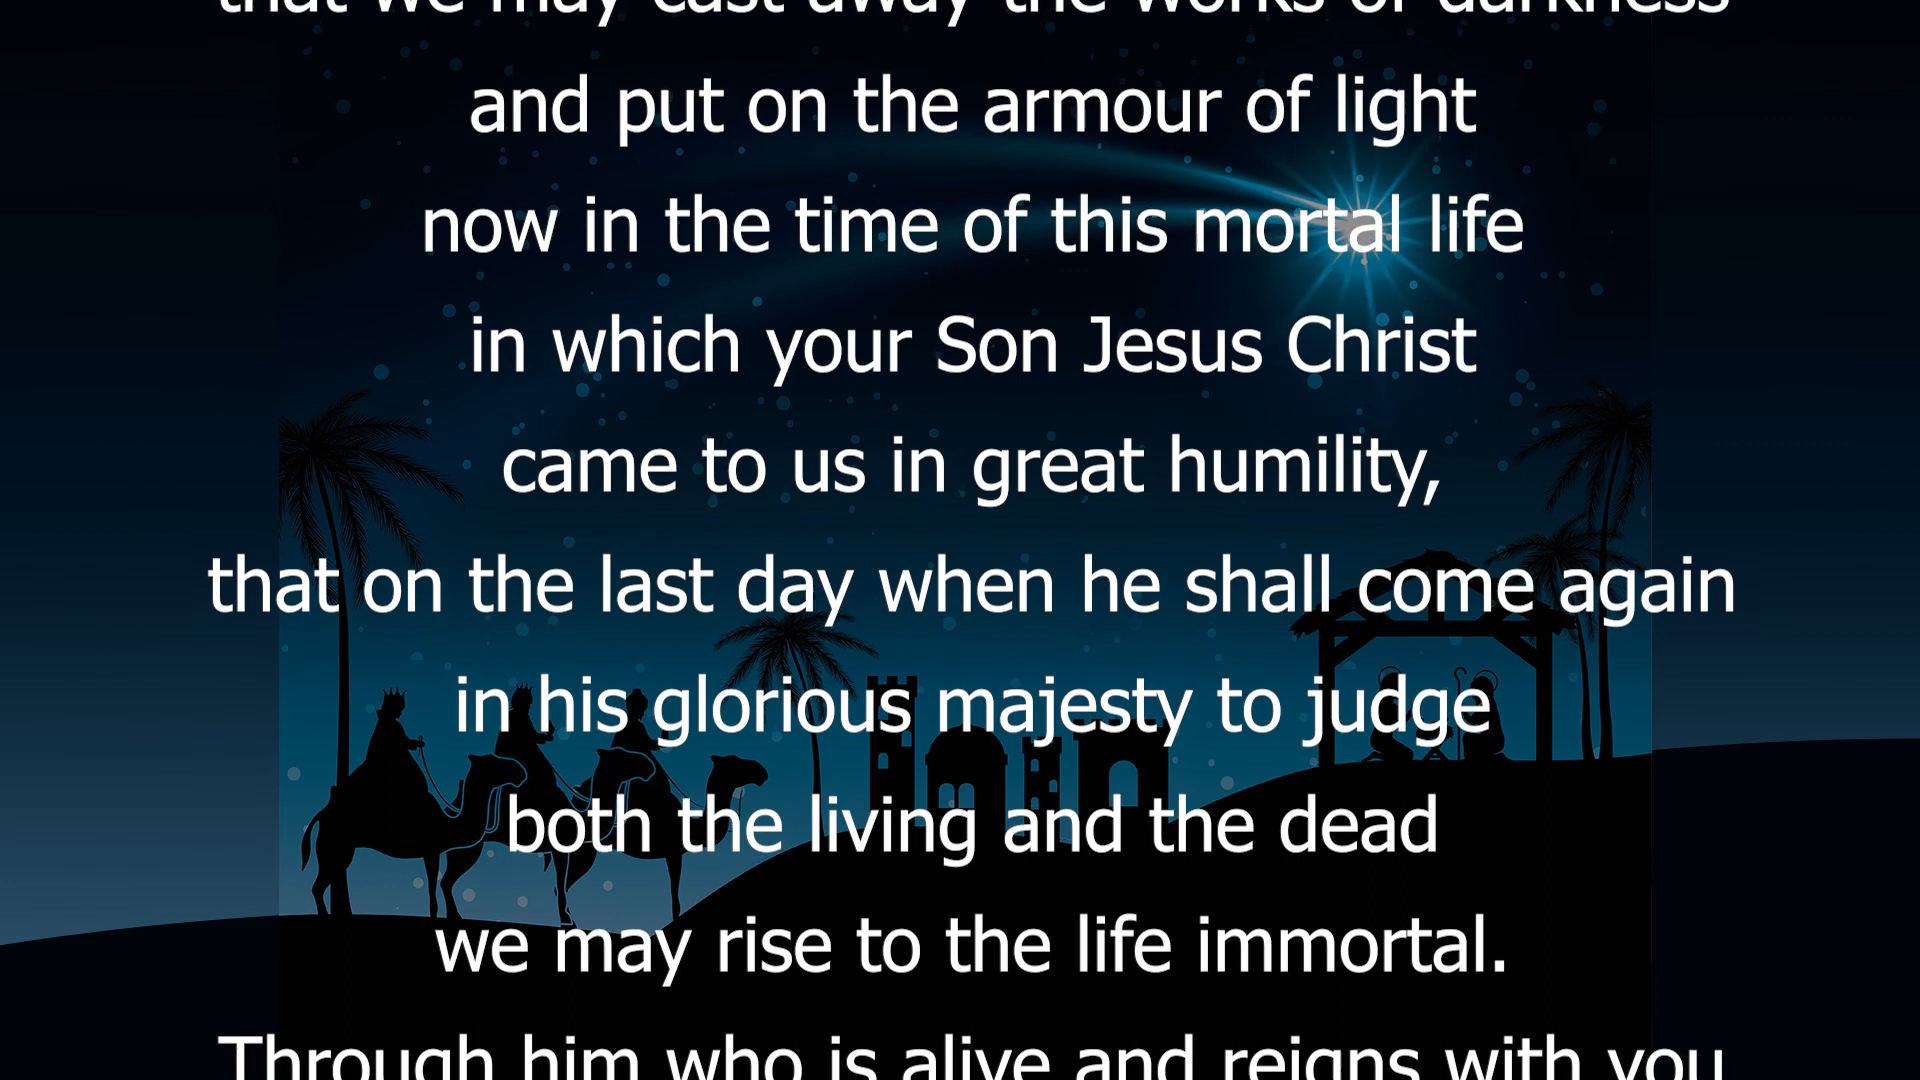 that we may cast away the works of darkness
and put on the armour of light
now in the time of this mortal life
in which your Son Jesus Christ
came to us in great humility,
that on the last day when he shall come again
in his glorious majesty to judge
both the living and the dead
we may rise to the life immortal.
Through him who is alive and reigns with you